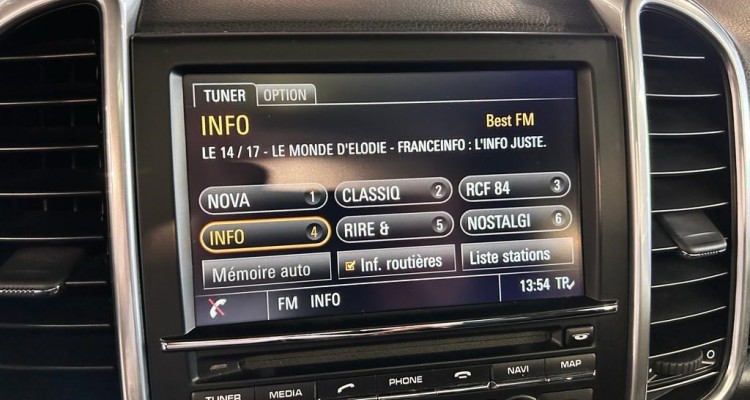 TUNER OPTION
INFO Best FM
LE 14 / 17 - LE MONDE D'ELODIE - FRANCEINFO : L'INFO JUSTE.
NOVA 1 CLASSIQ 2 RCF 84 3
INFO 4 RIRE & 5 NOSTALGI 6
Mémoire auto Inf. routières Liste stations
FM INFO 13:54 TP
TUNER MEDIA PHONE NAVI MAP